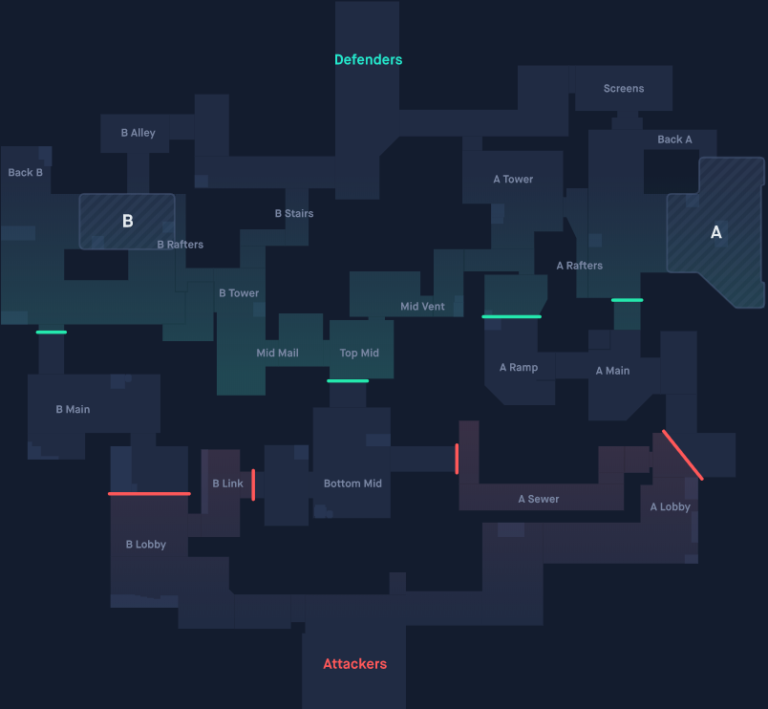 Defenders
Screens
B Alley
Back A
Back B
A Tower
B Stairs
B
A
B Rafters
A Rafters
B Tower
Mid Vent
Mid Mail
Top Mid
A Ramp
A Main
B Main
B Link
Bottom Mid
A Sewer
A Lobby
B Lobby
Attackers